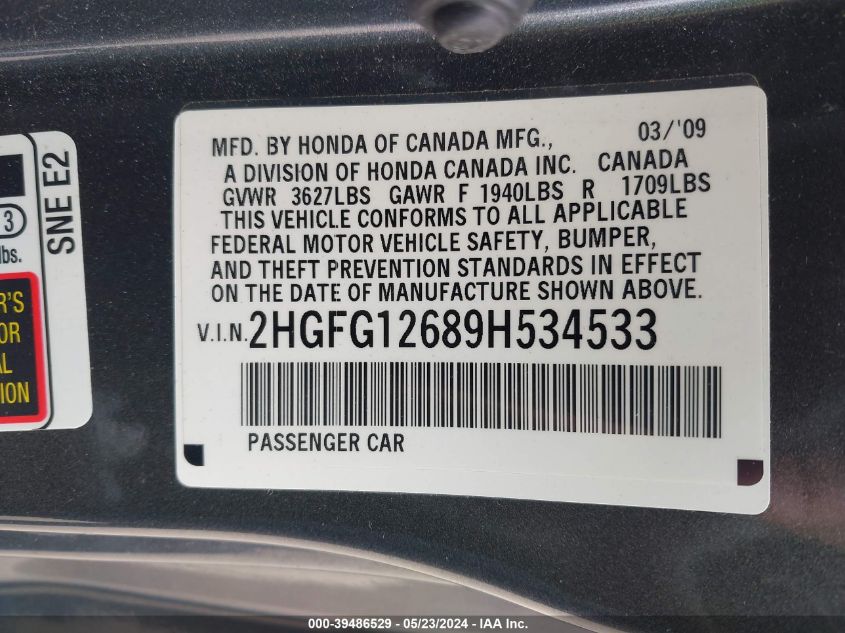 MFD. BY HONDA OF CANADA MFG., 03/'09
A DIVISION OF HONDA CANADA INC. CANADA
GVWR 3627LBS GAWR F 1940LBS R 1709LBS
THIS VEHICLE CONFORMS TO ALL APPLICABLE
FEDERAL MOTOR VEHICLE SAFETY, BUMPER,
AND THEFT PREVENTION STANDARDS IN EFFECT
ON THE DATE OF MANUFACTURE SHOWN ABOVE.
V.I.N. 2HGFG12689H534533
PASSENGER CAR
SNE E2
3
lbs.
000-39486529 - 05/23/2024 - IAA Inc.